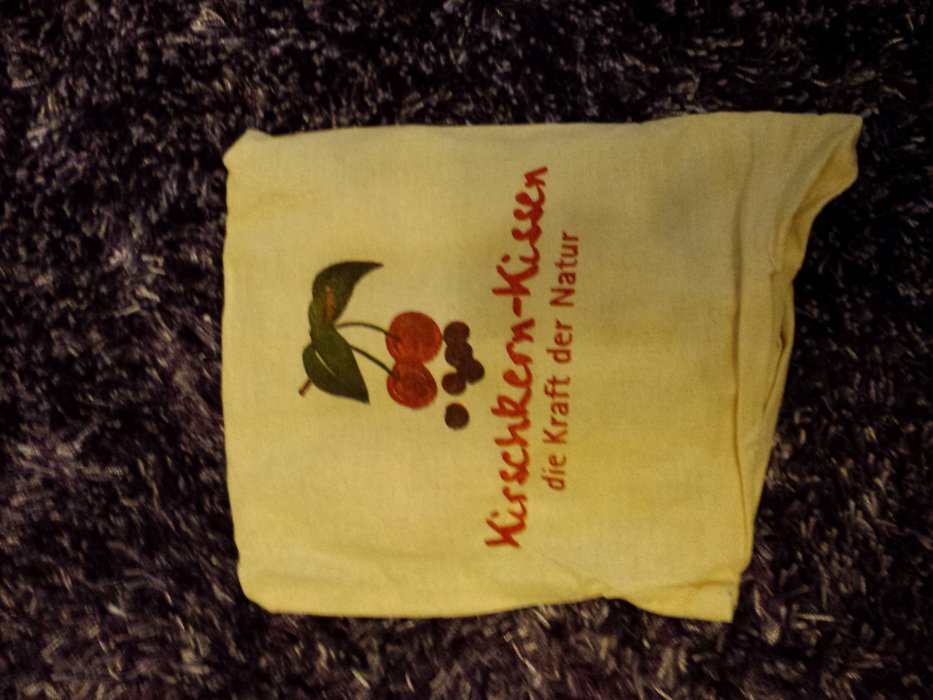 Kirschkern-Kissen
die Kraft der Natur